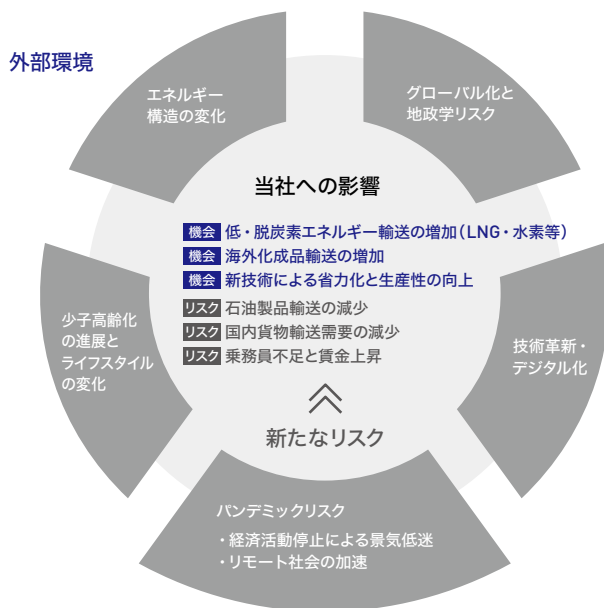 外部環境
エネルギー
構造の変化
グローバル化と
地政学リスク
当社への影響
機会 低・脱炭素エネルギー輸送の増加（LNG・水素等）
機会 海外化成品輸送の増加
機会 新技術による省力化と生産性の向上
リスク 石油製品輸送の減少
リスク 国内貨物輸送需要の減少
リスク 乗務員不足と賃金上昇
少子高齢化
の進展と
ライフスタイル
の変化
技術革新・
デジタル化
新たなリスク
パンデミックリスク
・経済活動停止による景気低迷
・リモート社会の加速